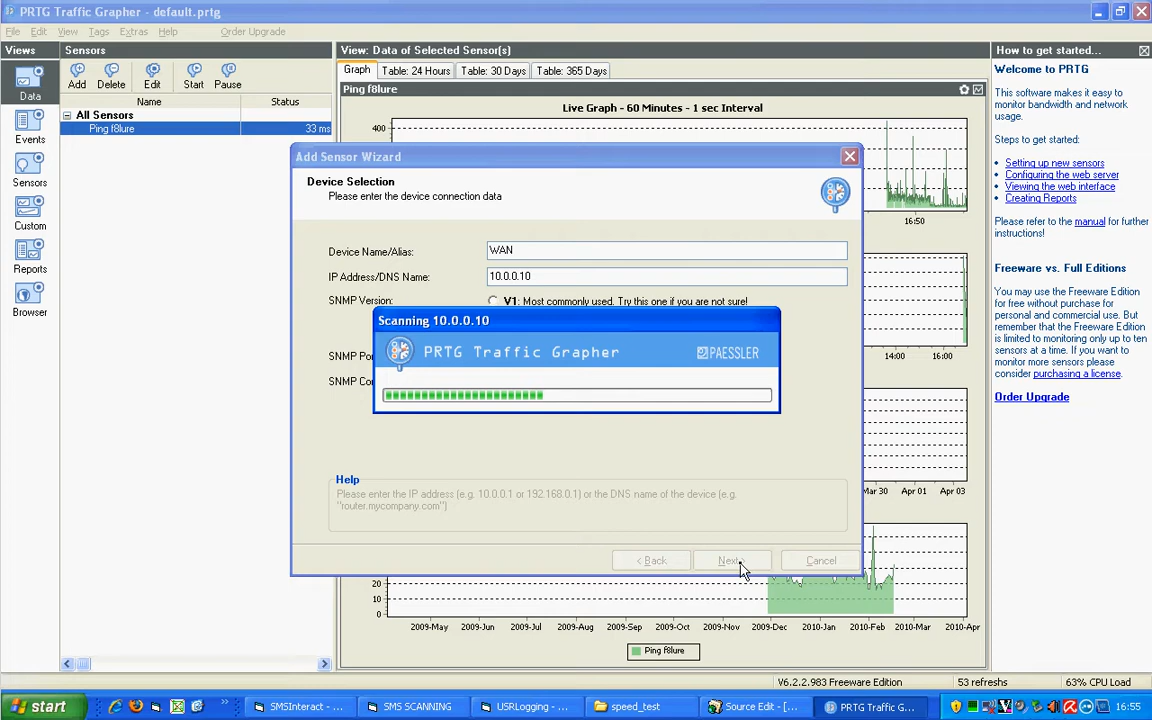 PRTG Traffic Grapher - default.prtg
File Edit View Tags Extras Help Order Upgrade
Views
Data
Events
Sensors
Custom
Reports
Browser
Sensors
Add Delete Edit Start Pause
Name Status
All Sensors
Ping f8lure 33 ms
View: Data of Selected Sensor(s)
Graph Table: 24 Hours Table: 30 Days Table: 365 Days
Ping f8lure
Live Graph - 60 Minutes - 1 sec Interval
400
16:50
14:00 16:00
Mar 30 Apr 01 Apr 03
20
10
0
2009-May 2009-Jun 2009-Jul 2009-Aug 2009-Sep 2009-Oct 2009-Nov 2009-Dec 2010-Jan 2010-Feb 2010-Mar 2010-Apr
Ping f8lure
Add Sensor Wizard
Device Selection
Please enter the device connection data
Device Name/Alias: WAN
IP Address/DNS Name: 10.0.0.10
SNMP Version: V1: Most commonly used. Try this one if you are not sure!
SNMP Po
SNMP Co
Scanning 10.0.0.10
PRTG Traffic Grapher PAESSLER
Help
Please enter the IP address (e.g. 10.0.0.1 or 192.168.0.1) or the DNS name of the device (e.g.
"router.mycompany.com")
< Back Next Cancel
How to get started...
Welcome to PRTG
This software makes it easy to
monitor bandwidth and network
usage.
Steps to get started:
• Setting up new sensors
• Configuring the web server
• Viewing the web interface
• Creating Reports
Please refer to the manual for further
instructions!
Freeware vs. Full Editions
You may use the Freeware Edition
for free without purchase for
personal and commercial use. But
remember that the Freeware Edition
is limited to monitoring only up to ten
sensors at a time. If you want to
monitor more sensors please
consider purchasing a license.
Order Upgrade
V6.2.2.983 Freeware Edition 53 refreshs 63% CPU Load
start SMSInteract - ... SMS SCANNING USRLogging - ... speed_test Source Edit - [... PRTG Traffic G... 16:55